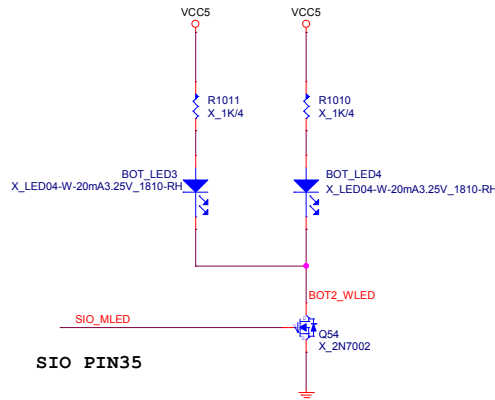 VCC5
VCC5
R1011
X_1K/4
R1010
X_1K/4
BOT_LED3
X_LED04-W-20mA3.25V_1810-RH
BOT_LED4
X_LED04-W-20mA3.25V_1810-RH
BOT2_WLED
SIO_MLED
Q54
X_2N7002
SIO PIN35